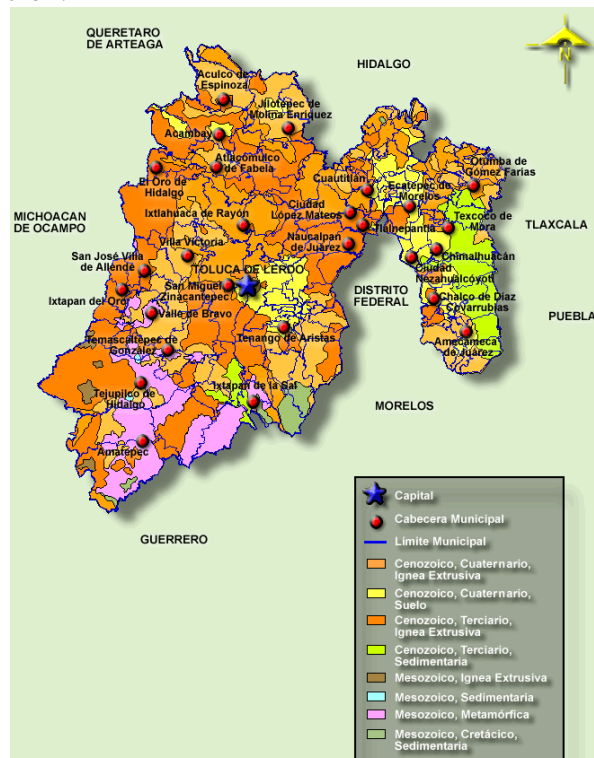 QUERETARO
DE ARTEAGA
HIDALGO
N
Aculco de
Espinoza
Jilotepec de
Molina Enríquez
Acambay
Atlacomulco
de Fabela
El Oro de
Hidalgo
Cuautitlán
Otumba de
Gómez Farías
Ecatepec de
Morelos
MICHOACAN
DE OCAMPO
Ixtlahuaca de Rayón
Ciudad
López Mateos
Texcoco de
Mora
TLAXCALA
Tlalnepantla
Naucalpan
de Juárez
Villa Victoria
San José Villa
de Allende
Chimalhuacán
Ciudad
Nezahualcóyotl
TOLUCA DE LERDO
San Miguel
Zinacantepec
DISTRITO
FEDERAL
Ixtapan del Oro
Chalco de Díaz
Covarrubias
Valle de Bravo
PUEBLA
Temascaltepec de
González
Tenango de Aristas
Amecameca
de Juárez
Tejupilco de
Hidalgo
Ixtapan de la Sal
MORELOS
Amatepec
GUERRERO
Capital
Cabecera Municipal
Límite Municipal
Cenozoico, Cuaternario,
Ignea Extrusiva
Cenozoico, Cuaternario,
Suelo
Cenozoico, Terciario,
Ignea Extrusiva
Cenozoico, Terciario,
Sedimentaria
Mesozoico, Ignea Extrusiva
Mesozoico, Sedimentaria
Mesozoico, Metamórfica
Mesozoico, Cretácico,
Sedimentaria